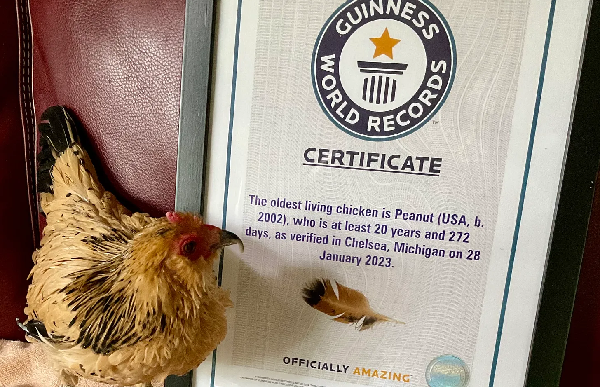 GUINNESS
WORLD RECORDS
CERTIFICATE
The oldest living chicken is Peanut (USA, b.
2002), who is at least 20 years and 272
days, as verified in Chelsea, Michigan on 28
January 2023.
OFFICIALLY AMAZING